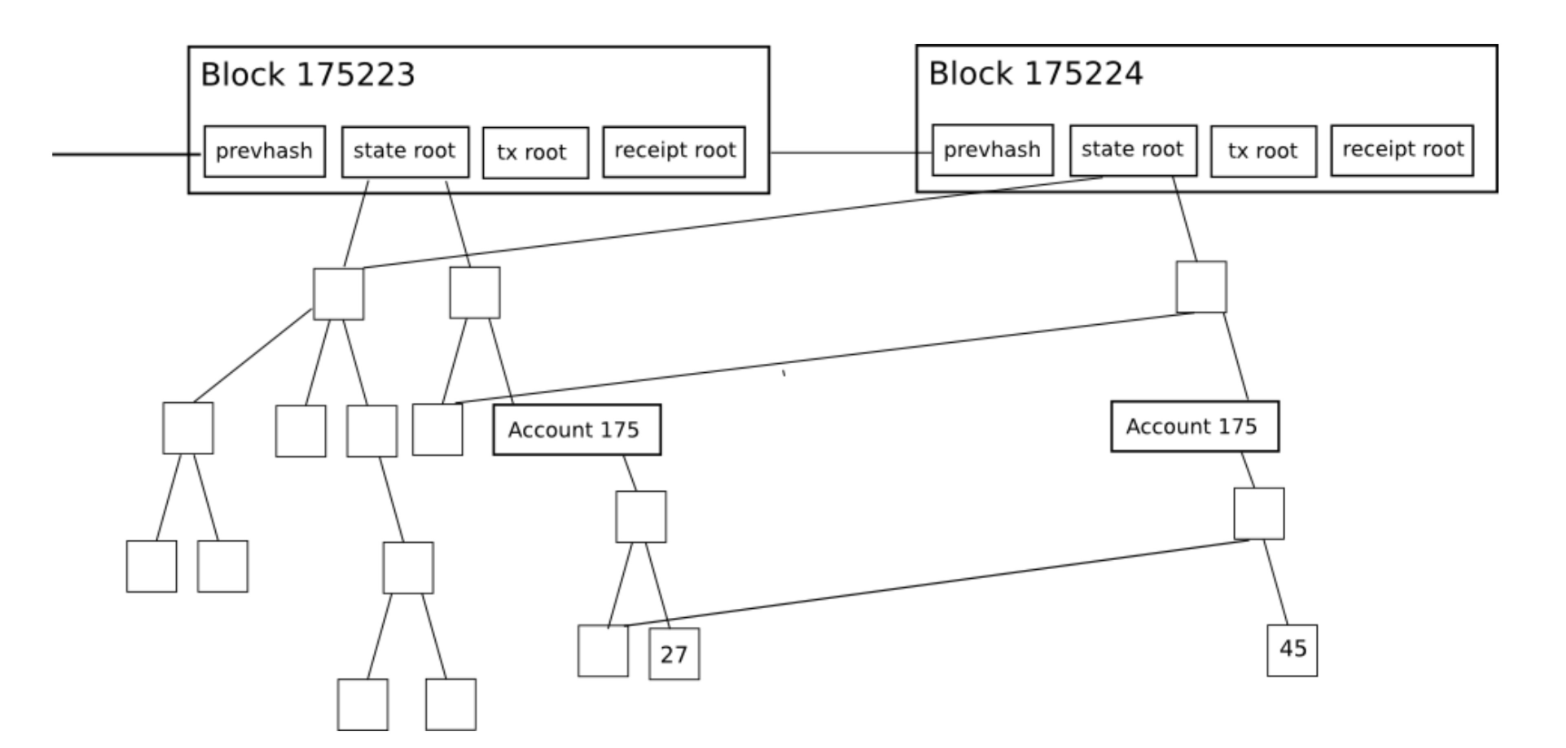 Block 175223
prevhash
state root
tx root
receipt root
Block 175224
prevhash
state root
tx root
receipt root
Account 175
Account 175
27
45